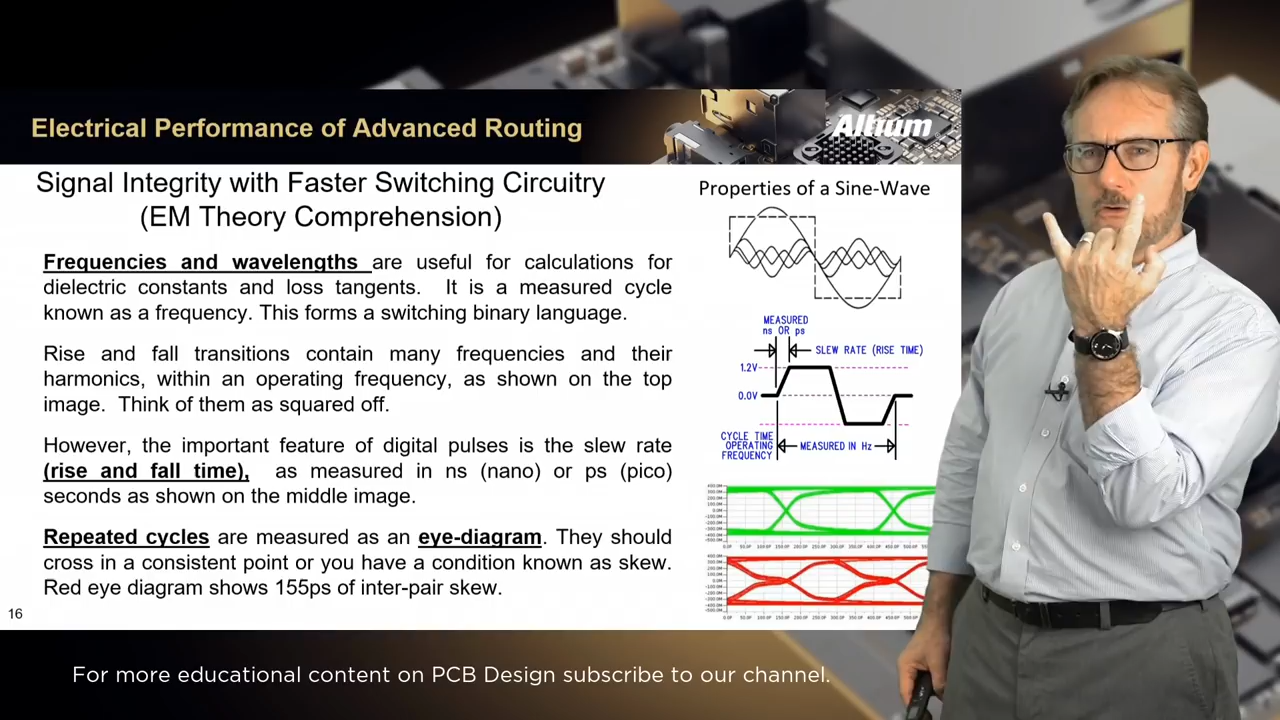 Electrical Performance of Advanced Routing
Altium
Signal Integrity with Faster Switching Circuitry
(EM Theory Comprehension)
Frequencies and wavelengths are useful for calculations for
dielectric constants and loss tangents. It is a measured cycle
known as a frequency. This forms a switching binary language.
Rise and fall transitions contain many frequencies and their
harmonics, within an operating frequency, as shown on the top
image. Think of them as squared off.
However, the important feature of digital pulses is the slew rate
(rise and fall time), as measured in ns (nano) or ps (pico)
seconds as shown on the middle image.
Repeated cycles are measured as an eye-diagram. They should
cross in a consistent point or you have a condition known as skew.
Red eye diagram shows 155ps of inter-pair skew.
16
Properties of a Sine-Wave
MEASURED
ns OR ps
SLEW RATE (RISE TIME)
1.2V
0.0V
CYCLE TIME
OPERATING
FREQUENCY
MEASURED IN Hz
For more educational content on PCB Design subscribe to our channel.